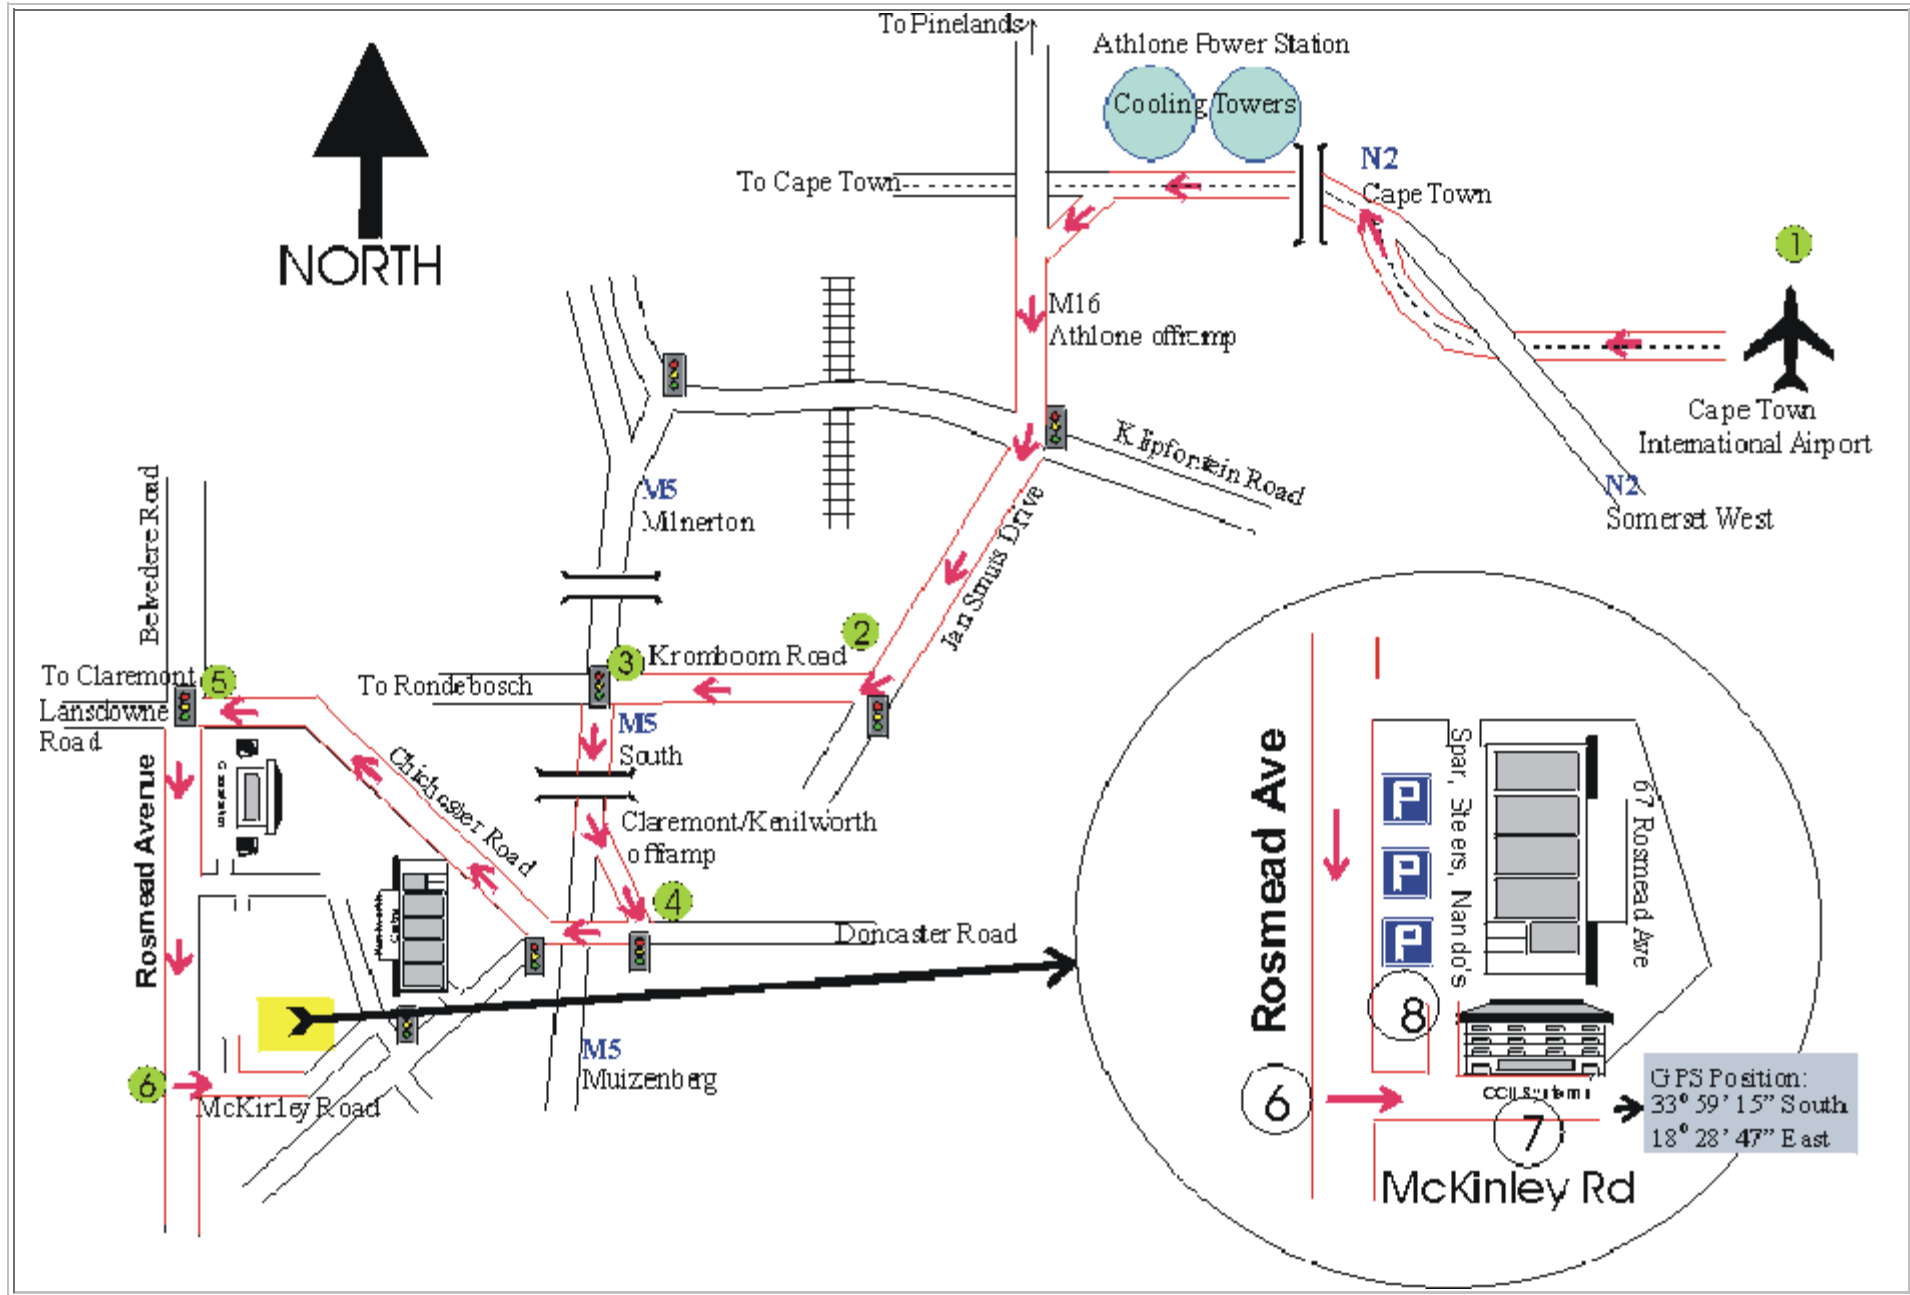 To Pinelands
Athlone Power Station
Cooling Towers
N2
Cape Town
To Cape Town
1
NORTH
M16
Athlone offramp
Cape Town
International Airport
Klipfontein Road
N2
Somerset West
M5
Milnerton
Belvedere Road
Jan Smuts Drive
2
3
Kromboom Road
To Claremont
5
To Rondebosch
Lansdowne
Road
M5
South
Chichester Road
Rosmead Avenue
Claremont/Kenilworth
offramp
4
Doncaster Road
M5
Muizenberg
6
McKinley Road
Rosmead Ave
P
P
P
Spar, Steers, Nando's
67 Rosmead Ave
8
6
CCII Systems
7
GPS Position:
33° 59' 15" South
18° 28' 47" East
McKinley Rd